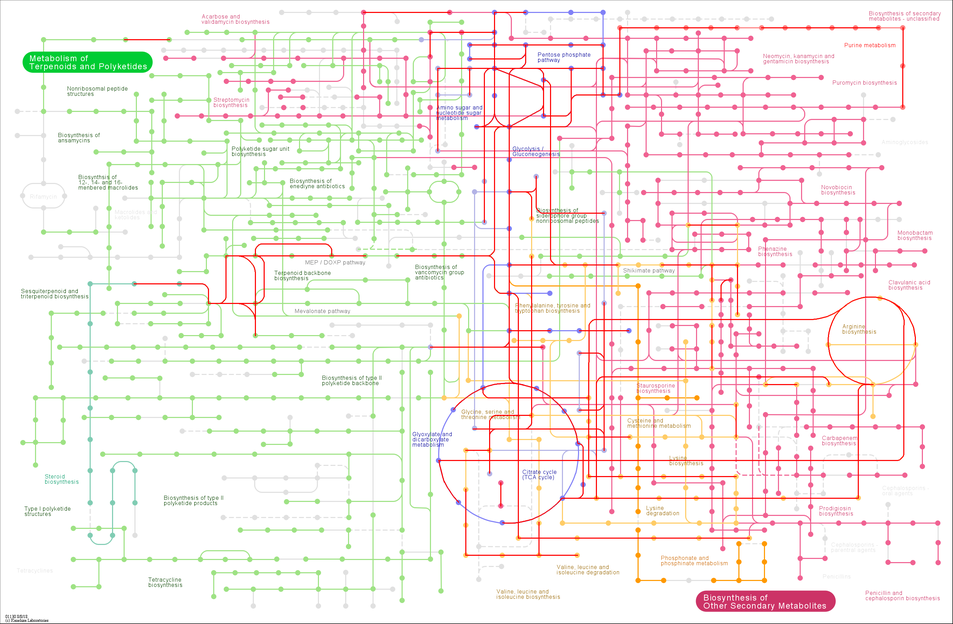 Acarbose and
validamycin biosynthesis
Biosynthesis of secondary
metabolites - unclassified
Purine metabolism
Metabolism of
Terpenoids and Polyketides
Pentose phosphate
pathway
Neomycin, kanamycin and
gentamicin biosynthesis
Puromycin biosynthesis
Nonribosomal peptide
structures
Streptomycin
biosynthesis
Amino sugar and
nucleotide sugar
metabolism
Biosynthesis of
ansamycins
Polyketide sugar unit
biosynthesis
Glycolysis /
Gluconeogenesis
Biosynthesis of
12-, 14- and 16-
membered macrolides
Biosynthesis of
enediyne antibiotics
Novobiocin
biosynthesis
Biosynthesis of
siderophore group
nonribosomal peptides
Monobactam
biosynthesis
Phenazine
biosynthesis
MEP / DOXP pathway
Terpenoid backbone
biosynthesis
Biosynthesis of
vancomycin group
antibiotics
Shikimate pathway
Clavulanic acid
biosynthesis
Sesquiterpenoid and
triterpenoid biosynthesis
Mevalonate pathway
Phenylalanine, tyrosine and
tryptophan biosynthesis
Arginine
biosynthesis
Biosynthesis of type II
polyketide backbone
Staurosporine
biosynthesis
Glycine, serine and
threonine metabolism
Cysteine and
methionine metabolism
Glyoxylate and
dicarboxylate
metabolism
Carbapenem
biosynthesis
Lysine
biosynthesis
Citrate cycle
(TCA cycle)
Steroid
biosynthesis
Type I polyketide
structures
Biosynthesis of type II
polyketide products
Lysine
degradation
Prodigiosin
biosynthesis
Phosphonate and
phosphinate metabolism
Valine, leucine and
isoleucine degradation
Tetracycline
biosynthesis
Valine, leucine and
isoleucine biosynthesis
Penicillin and
cephalosporin biosynthesis
Biosynthesis of
Other Secondary Metabolites
(c) Kanehisa Laboratories